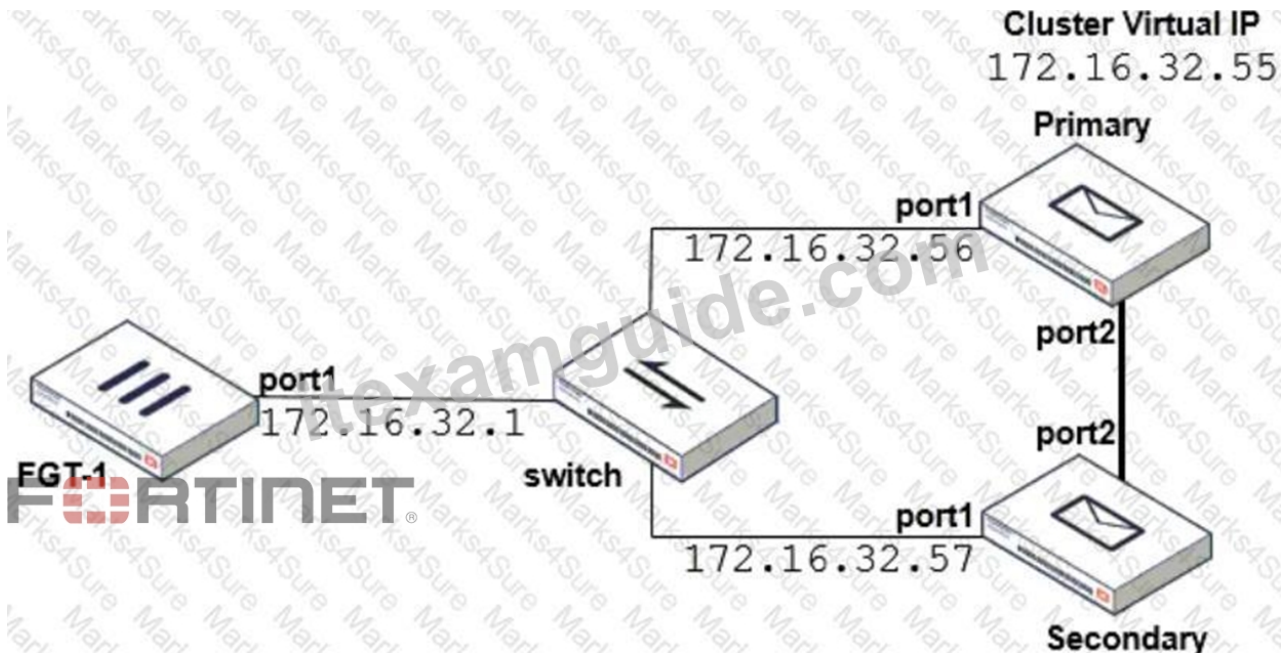 Cluster Virtual IP
172.16.32.55
Primary
port1
172.16.32.56
port2
itexamguide.com
port1
172.16.32.1
FGT-1
switch
FORTINET®
port2
port1
172.16.32.57
Secondary
Marks4Sure